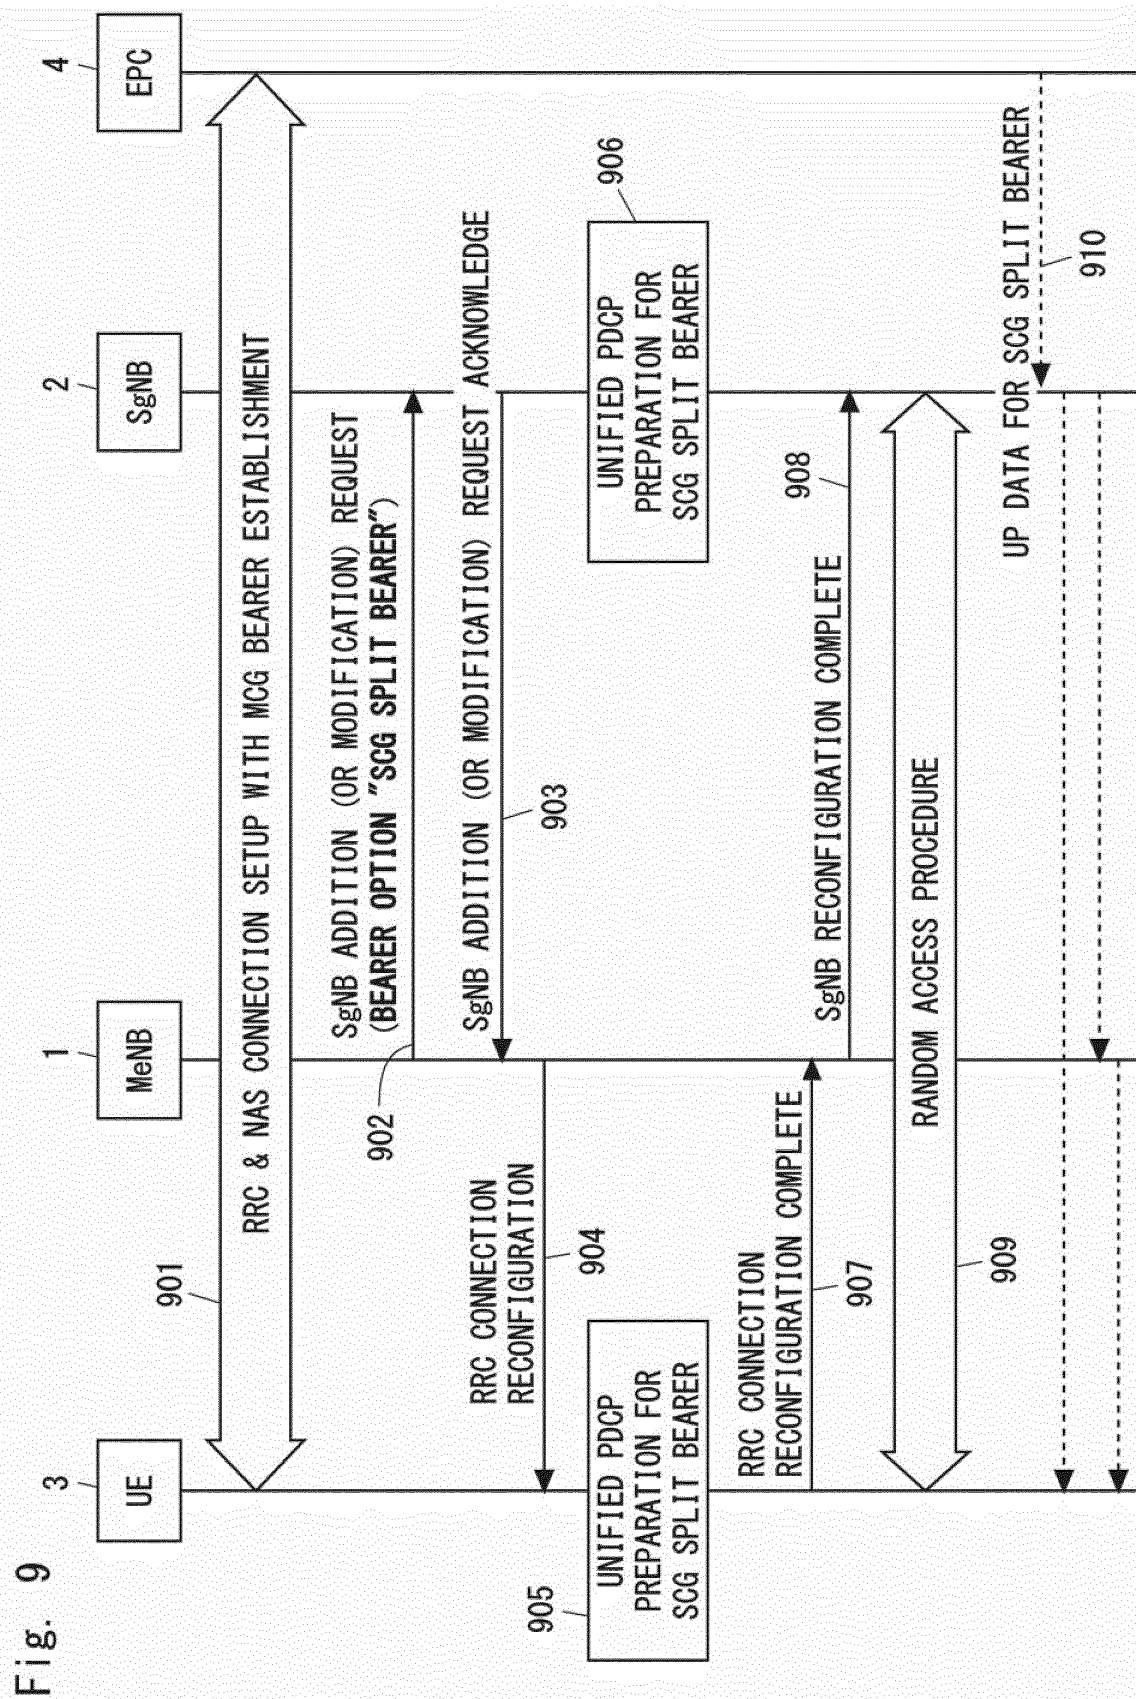 Fig. 9
3
UE
1
MeNB
2
SgNB
4
EPC
901
RRC & NAS CONNECTION SETUP WITH MCG BEARER ESTABLISHMENT
SgNB ADDITION (OR MODIFICATION) REQUEST
(BEARER OPTION "SCG SPLIT BEARER")
902
SgNB ADDITION (OR MODIFICATION) REQUEST ACKNOWLEDGE
903
RRC CONNECTION
RECONFIGURATION
904
905
UNIFIED PDCP
PREPARATION FOR
SCG SPLIT BEARER
906
UNIFIED PDCP
PREPARATION FOR
SCG SPLIT BEARER
RRC CONNECTION
RECONFIGURATION COMPLETE
907
SgNB RECONFIGURATION COMPLETE
908
RANDOM ACCESS PROCEDURE
909
UP DATA FOR SCG SPLIT BEARER
910